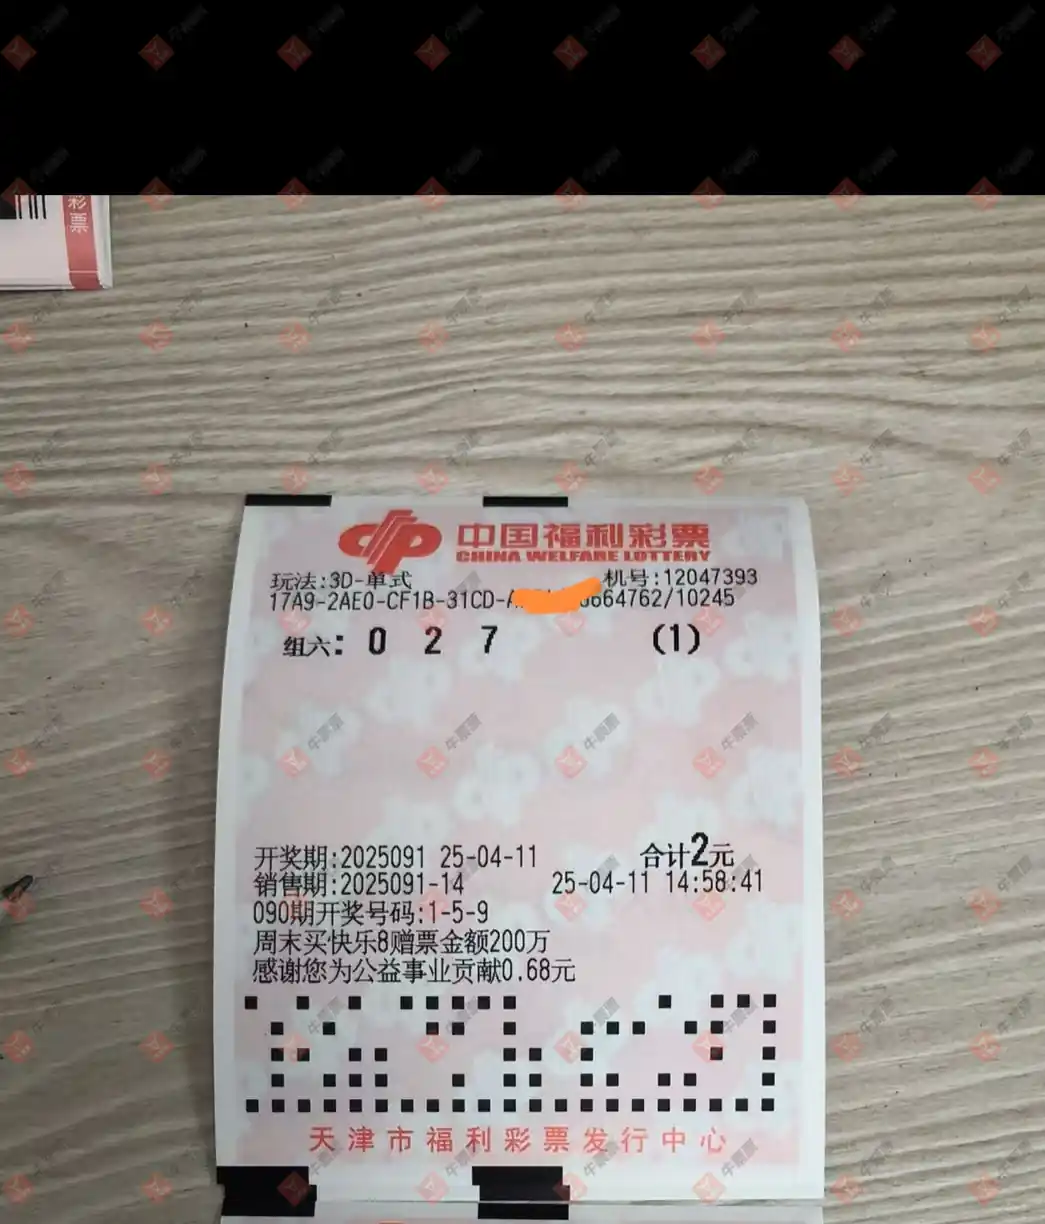 彩票
中国福利彩票
CHINA WELFARE LOTTERY
玩法:3D-单式 机号:12047393
17A9-2AE0-CF1B-31CD- 664762/10245
组六: 0 2 7 (1)
开奖期:2025091 25-04-11 合计2元
销售期:2025091-14 25-04-11 14:58:41
090期开奖号码:1-5-9
周末买快乐8赠票金额200万
感谢您为公益事业贡献0.68元
天津市福利彩票发行中心
牛票票